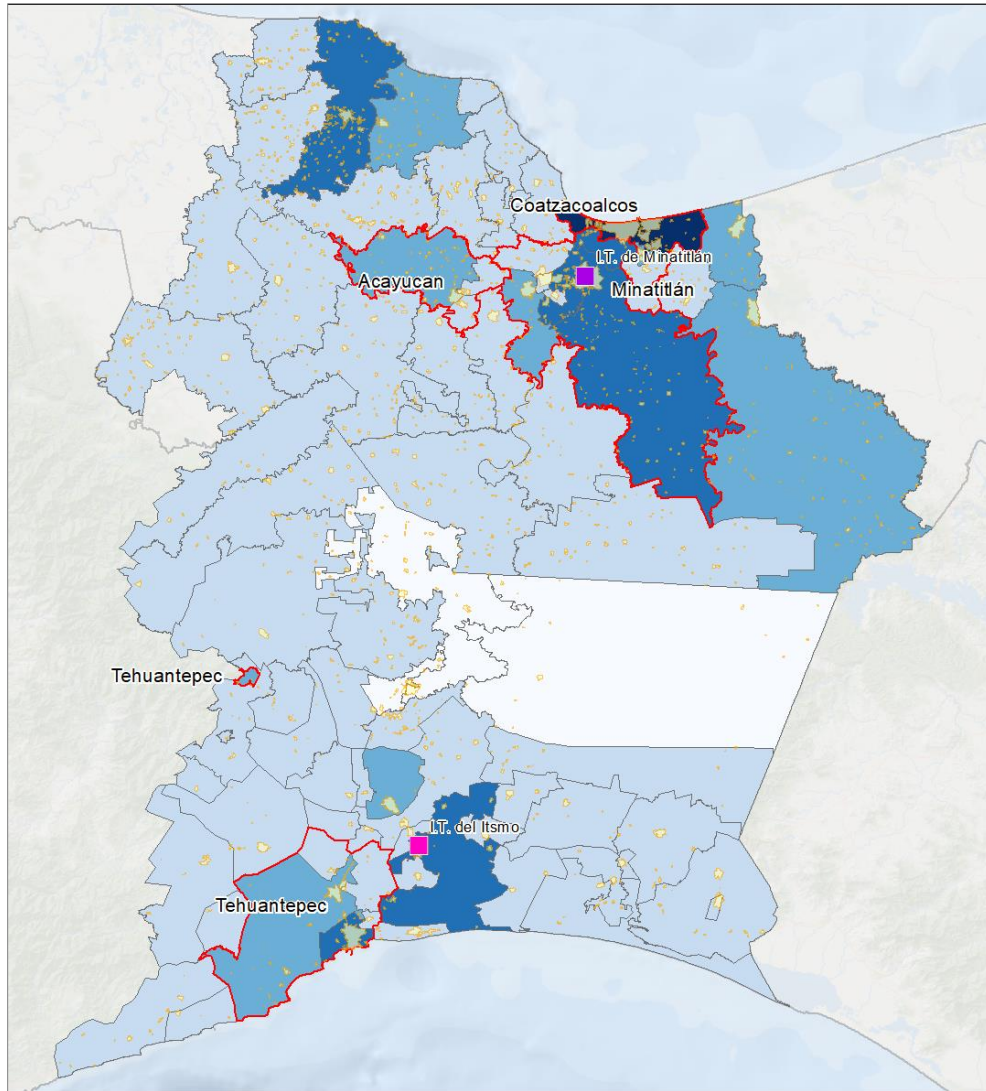 Coatzacoalcos
I.T. de Minatitlán
Acayucan
Minatitlán
Tehuantepec
I.T. del Itsmo
Tehuantepec